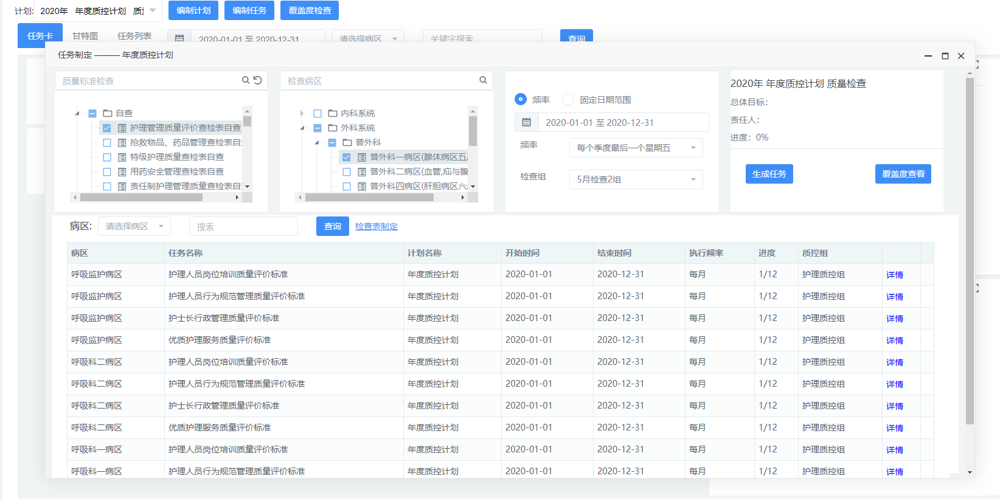 计划: 2020年 年度质控计划 质量 编制计划 编制任务 覆盖度检查
任务卡 甘特图 任务列表 2020-01-01 至 2020-12-31 请选择病区 关键字搜索 查询
任务制定 ——— 年度质控计划
质量标准检查
自查
护理管理质量评价查检表自查
抢救物品、药品管理查检表自
特级护理质量查检表自查
用药安全管理查检表自查
责任制护理管理质量查检表自
检查病区
内科系统
外科系统
普外科
普外科一病区(腺体病区五
普外科二病区(血管,疝与腹
普外科四病区(肝胆病区六
频率 固定日期范围
2020-01-01 至 2020-12-31
频率 每个季度最后一个星期五
检查组 5月检查2组
2020年 年度质控计划 质量检查
总体目标:
责任人:
进度: 0%
生成任务 覆盖度查看
病区: 请选择病区 搜索 查询 检查表制定
病区 任务名称 计划名称 开始时间 结束时间 执行频率 进度 质控组
呼吸监护病区 护理人员岗位培训质量评价标准 年度质控计划 2020-01-01 2020-12-31 每月 1/12 护理质控组 详情
呼吸监护病区 护理人员行为规范管理质量评价标准 年度质控计划 2020-01-01 2020-12-31 每月 1/12 护理质控组 详情
呼吸监护病区 护士长行政管理质量评价标准 年度质控计划 2020-01-01 2020-12-31 每月 1/12 护理质控组 详情
呼吸监护病区 优质护理服务质量评价标准 年度质控计划 2020-01-01 2020-12-31 每月 1/12 护理质控组 详情
呼吸科二病区 护理人员岗位培训质量评价标准 年度质控计划 2020-01-01 2020-12-31 每月 1/12 护理质控组 详情
呼吸科二病区 护理人员行为规范管理质量评价标准 年度质控计划 2020-01-01 2020-12-31 每月 1/12 护理质控组 详情
呼吸科二病区 护士长行政管理质量评价标准 年度质控计划 2020-01-01 2020-12-31 每月 1/12 护理质控组 详情
呼吸科二病区 优质护理服务质量评价标准 年度质控计划 2020-01-01 2020-12-31 每月 1/12 护理质控组 详情
呼吸科一病区 护理人员岗位培训质量评价标准 年度质控计划 2020-01-01 2020-12-31 每月 1/12 护理质控组 详情
呼吸科一病区 护理人员行为规范管理质量评价标准 年度质控计划 2020-01-01 2020-12-31 每月 1/12 护理质控组 详情